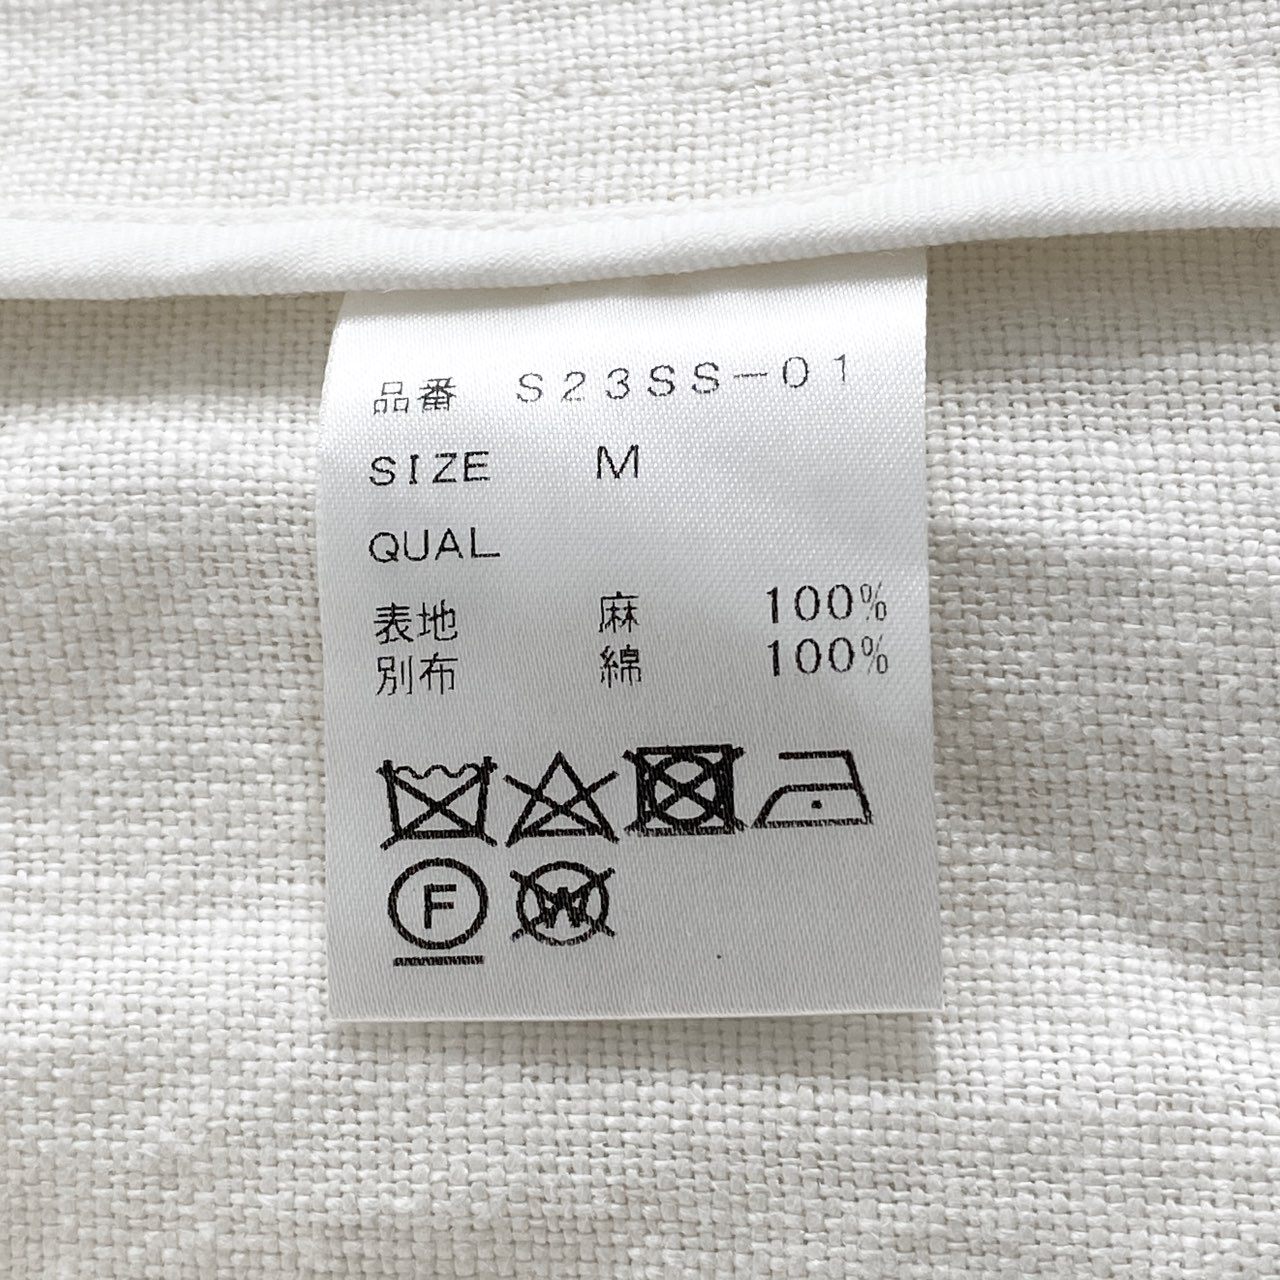 品番 S23SS-01
SIZE M
QUAL
表地 麻 100%
別布 綿 100%
F W